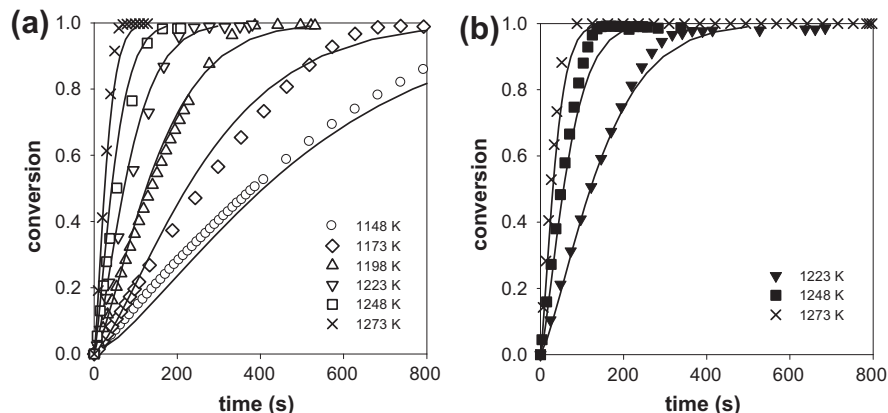 (a)
conversion
1.0
0.8
0.6
0.4
0.2
0.0
1148 K
1173 K
1198 K
1223 K
1248 K
1273 K
0 200 400 600 800
time (s)
(b)
conversion
1.0
0.8
0.6
0.4
0.2
0.0
1223 K
1248 K
1273 K
0 200 400 600 800
time (s)